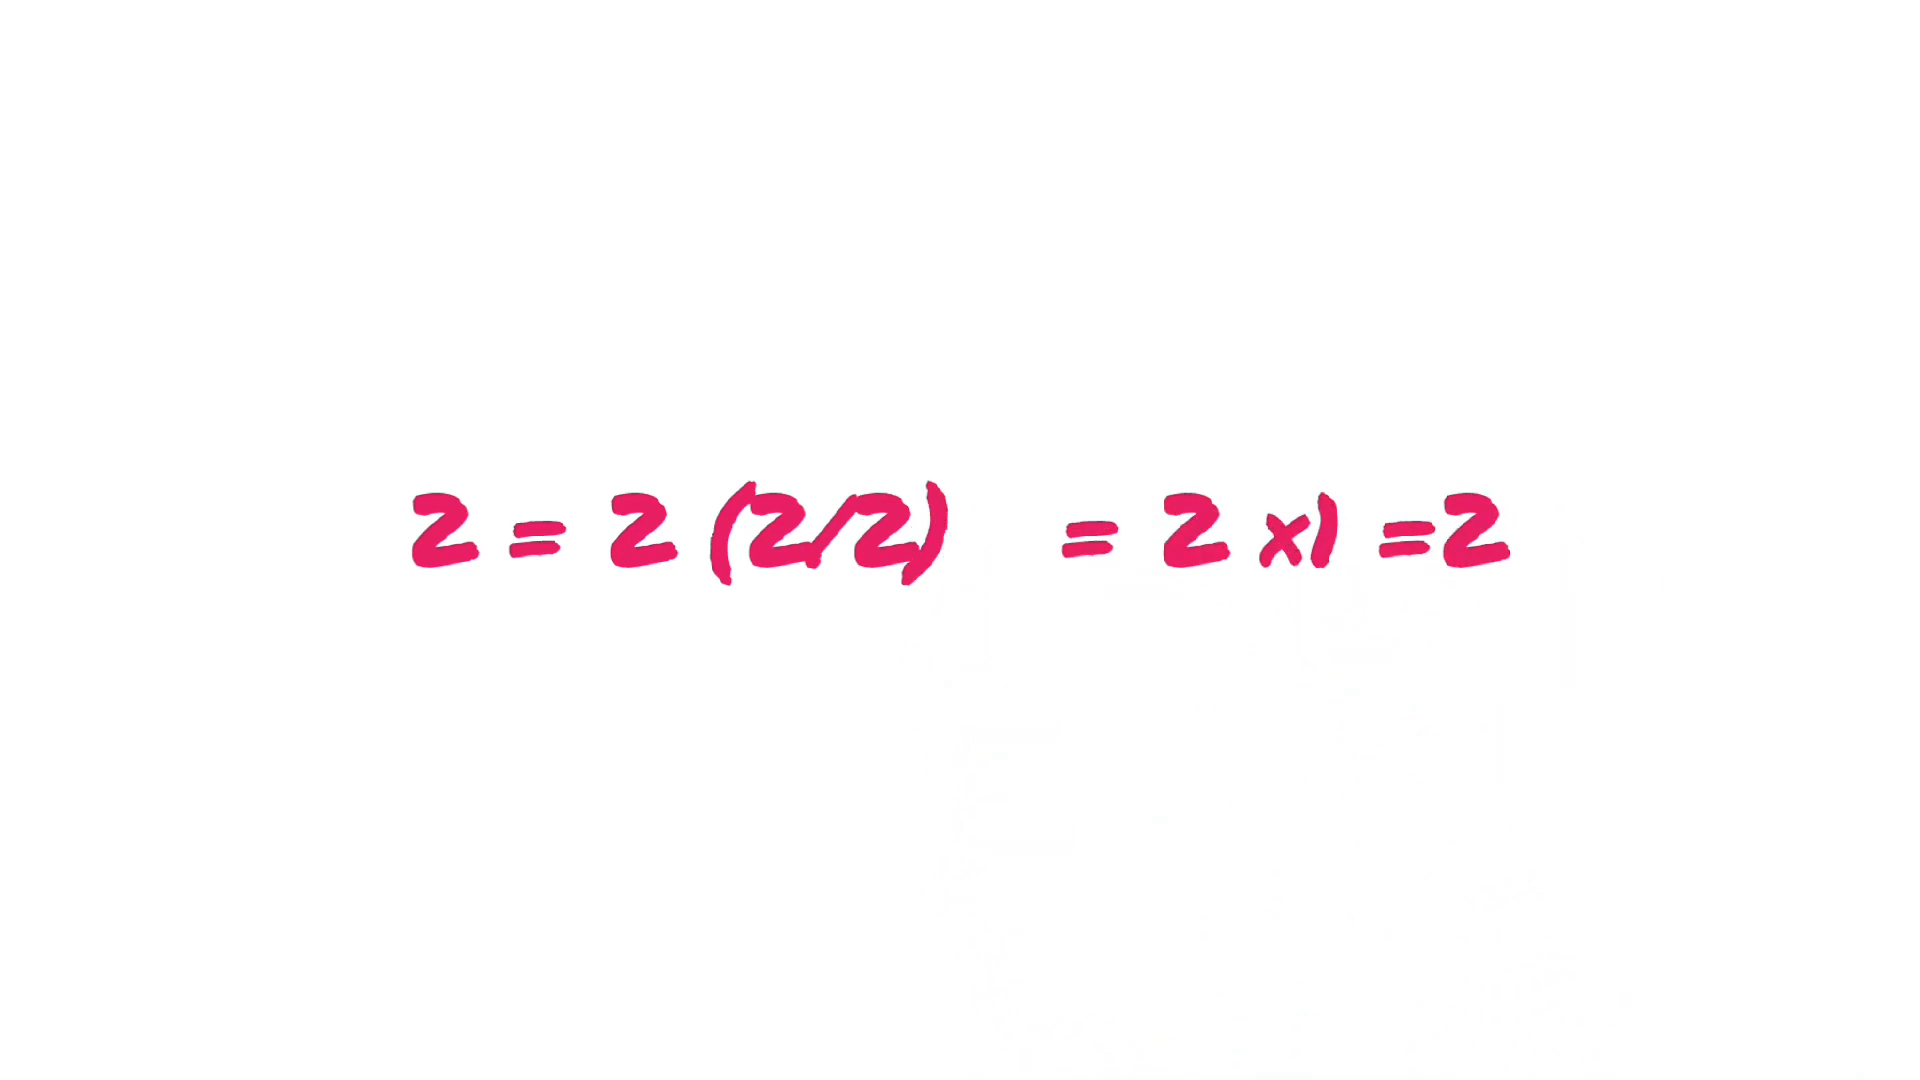 2 = 2 (2/2) = 2 x1 =2